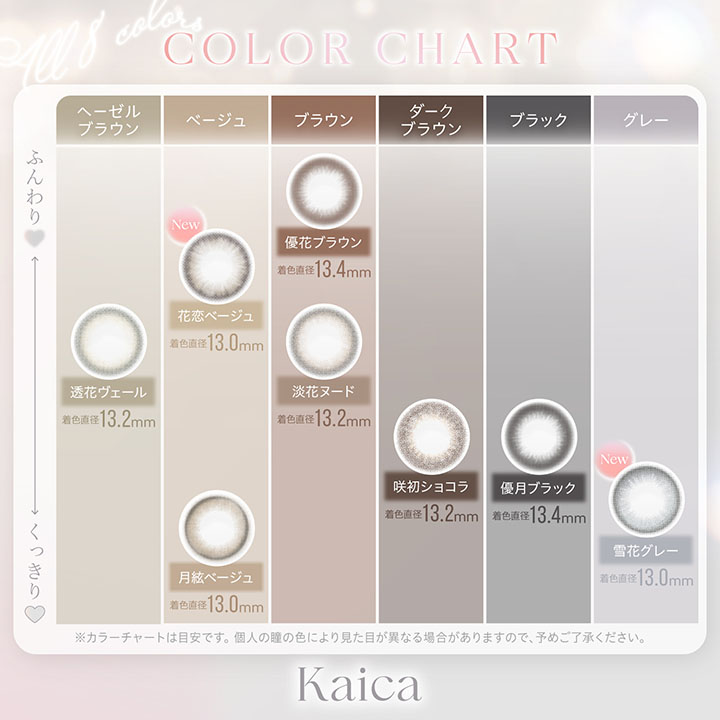 All 8 colors
COLOR CHART
ヘーゼル
ブラウン
ベージュ
ブラウン
ダーク
ブラウン
ブラック
グレー
ふんわり
くっきり
優花ブラウン
着色直径13.4mm
New
花恋ベージュ
着色直径13.0mm
透花ヴェール
着色直径13.2mm
淡花ヌード
着色直径13.2mm
咲初ショコラ
着色直径13.2mm
優月ブラック
着色直径13.4mm
New
雪花グレー
着色直径13.0mm
月絃ベージュ
着色直径13.0mm
※カラーチャートは目安です。個人の瞳の色により見た目が異なる場合がありますので、予めご了承ください。
Kaica